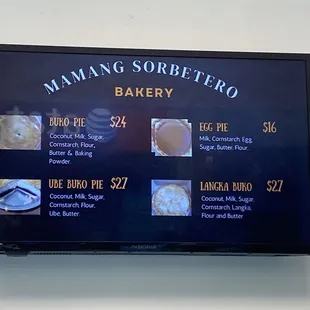 MAMANG SORBETERO
BAKERY
BUKO PIE $24
Coconut, Milk, Sugar,
Cornstarch, Flour,
Butter & Baking
Powder.
EGG PIE $16
Milk, Cornstarch, Egg,
Sugar, Butter, Flour.
UBE BUKO PIE $27
Coconut, Milk, Sugar,
Cornstarch, Flour,
Ube, Butter.
LANGKA BUKO $27
Coconut, Milk, Sugar,
Cornstarch, Langka,
Flour and Butter